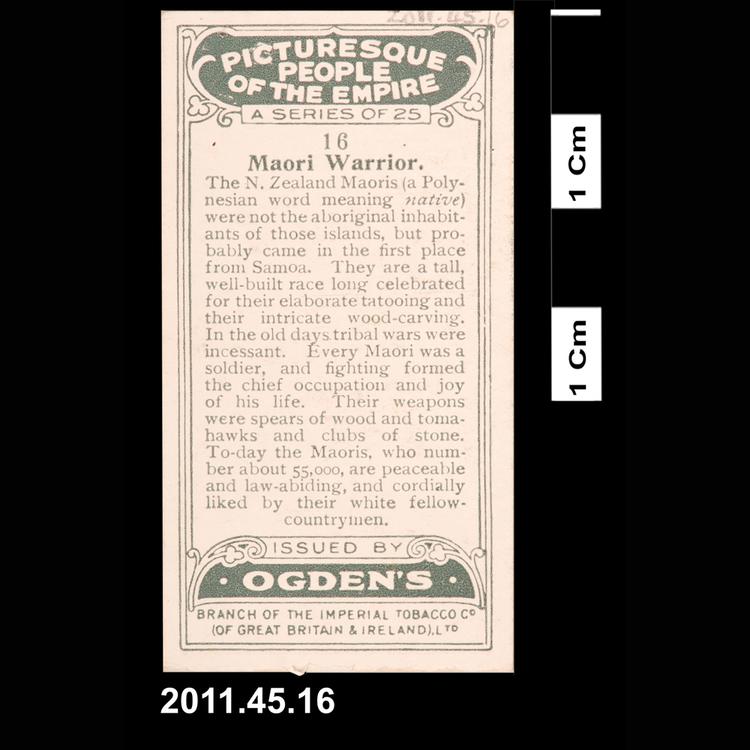 2011.45.16
PICTURESQUE
PEOPLE
OF THE EMPIRE
A SERIES OF 25
16
Maori Warrior.
The N. Zealand Maoris (a Poly-
nesian word meaning native)
were not the aboriginal inhabit-
ants of those islands, but pro-
bably came in the first place
from Samoa. They are a tall,
well-built race long celebrated
for their elaborate tatooing and
their intricate wood-carving.
In the old days tribal wars were
incessant. Every Maori was a
soldier, and fighting formed
the chief occupation and joy
of his life. Their weapons
were spears of wood and toma-
hawks and clubs of stone.
To-day the Maoris, who num-
ber about 55,000, are peaceable
and law-abiding, and cordially
liked by their white fellow-
countrymen.
ISSUED BY
· OGDEN'S ·
BRANCH OF THE IMPERIAL TOBACCO CO
(OF GREAT BRITAIN & IRELAND), LTD
1 Cm
1 Cm
2011.45.16